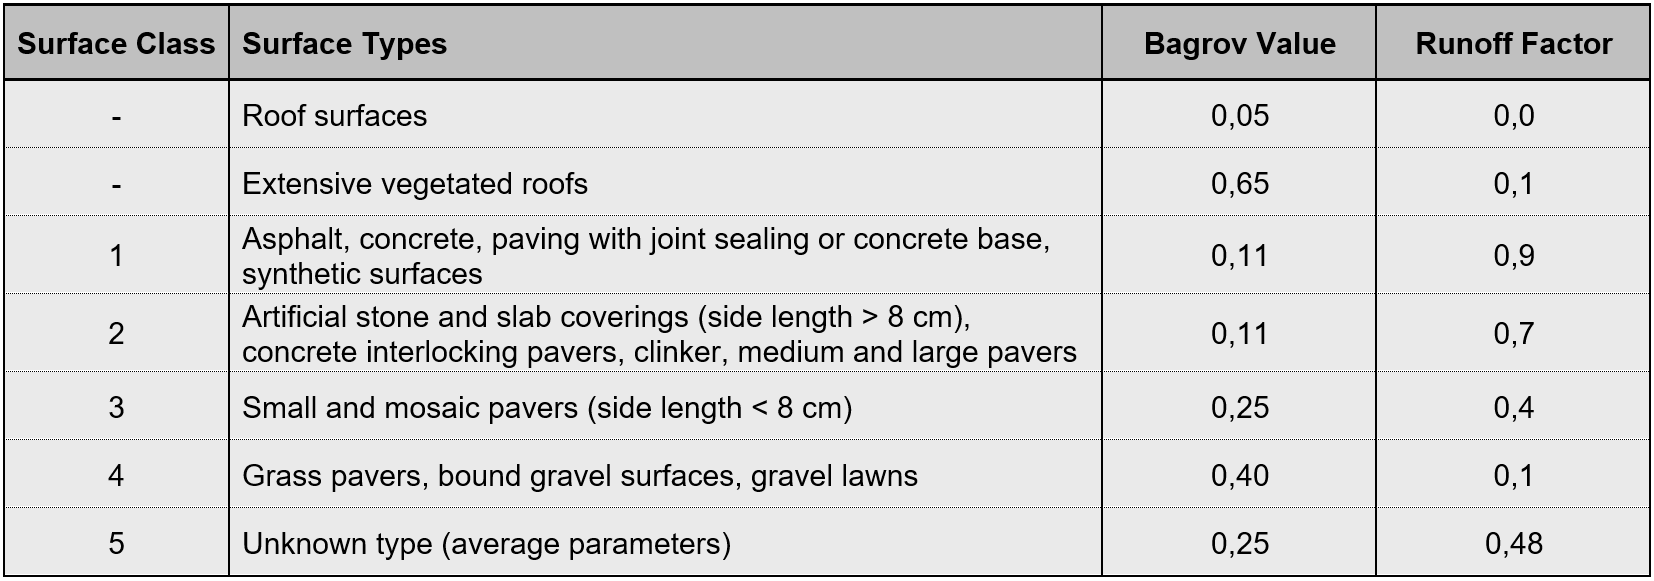 Surface Class Surface Types Bagrov Value Runoff Factor
- Roof surfaces 0,05 0,0
- Extensive vegetated roofs 0,65 0,1
1 Asphalt, concrete, paving with joint sealing or concrete base, 0,11 0,9
synthetic surfaces
2 Artificial stone and slab coverings (side length > 8 cm), 0,11 0,7
concrete interlocking pavers, clinker, medium and large pavers
3 Small and mosaic pavers (side length < 8 cm) 0,25 0,4
4 Grass pavers, bound gravel surfaces, gravel lawns 0,40 0,1
5 Unknown type (average parameters) 0,25 0,48